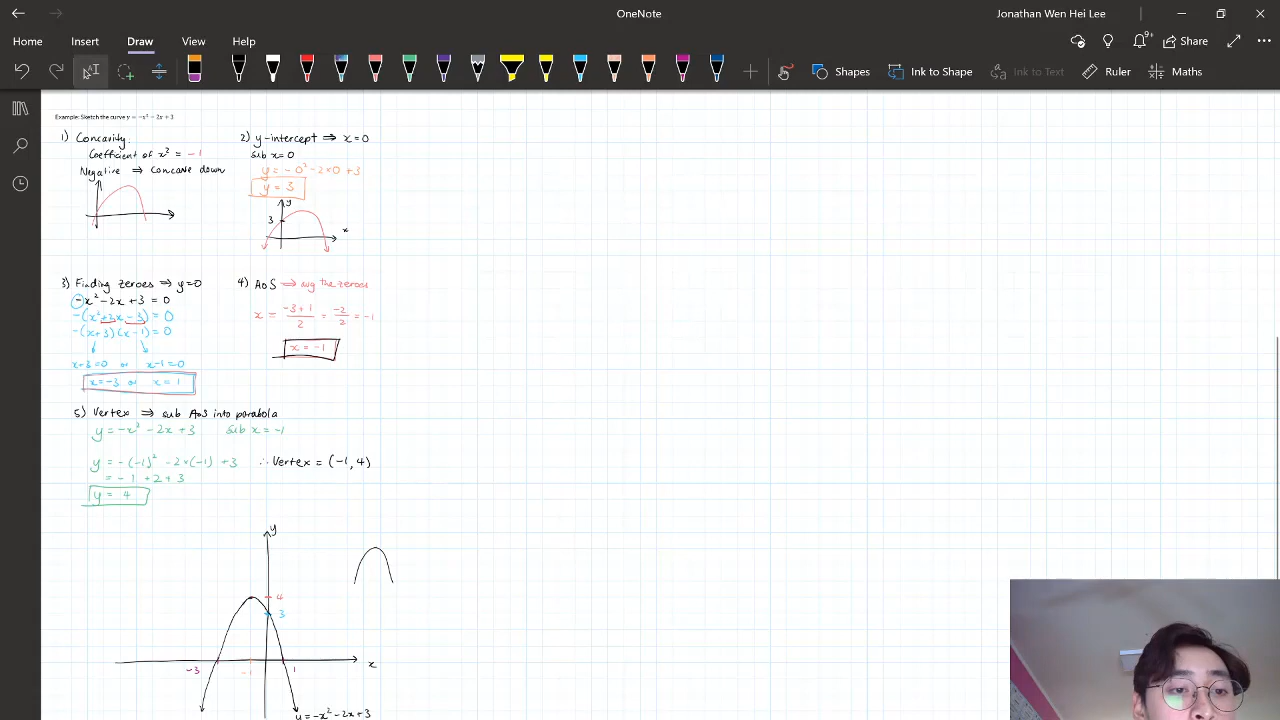 OneNote
Jonathan Wen Hei Lee
Home Insert Draw View Help
9+ Share
Shapes Ink to Shape Ink to Text Ruler Maths
Example: Sketch the curve y = −x² − 2x + 3
1) Concavity.
Coefficient of x² = −1
Negative ⇒ Concave down
2) y-intercept ⇒ x=0
sub x=0
y = −0² −2×0 +3
y = 3
y
3
x
3) Finding zeroes ⇒ y=0
−x² −2x +3 = 0
−(x²+2x −3) = 0
−(x+3)(x−1)=0
x+3=0 or x−1=0
x=−3 or x=1
4) AoS ⇒ avg the zeroes
x = (−3+1)/2 = −2/2 = −1
x = −1
5) Vertex ⇒ sub AoS into parabola
y = −x² −2x +3 sub x = −1
y = −(−1)² −2×(−1) +3
= −1 +2 +3
y = 4
∴ Vertex = (−1, 4)
y
4
3
−3 −1 1 x
y=−x²−2x+3